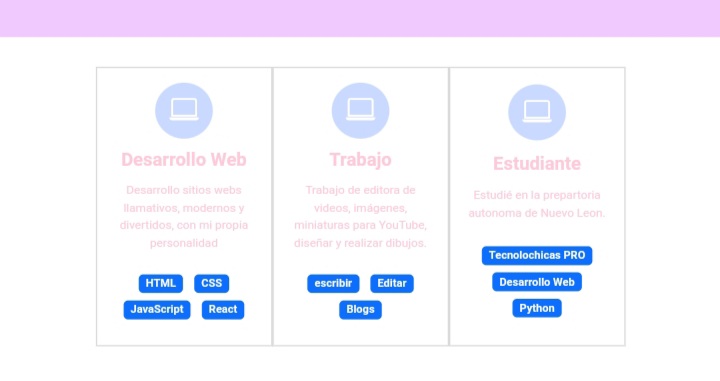 Desarrollo Web
Desarrollo sitios webs
llamativos, modernos y
divertidos, con mi propia
personalidad
HTML CSS
JavaScript React
Trabajo
Trabajo de editora de
videos, imágenes,
miniaturas para YouTube,
diseñar y realizar dibujos.
escribir Editar
Blogs
Estudiante
Estudié en la prepartoria
autonoma de Nuevo Leon.
Tecnolochicas PRO
Desarrollo Web
Python